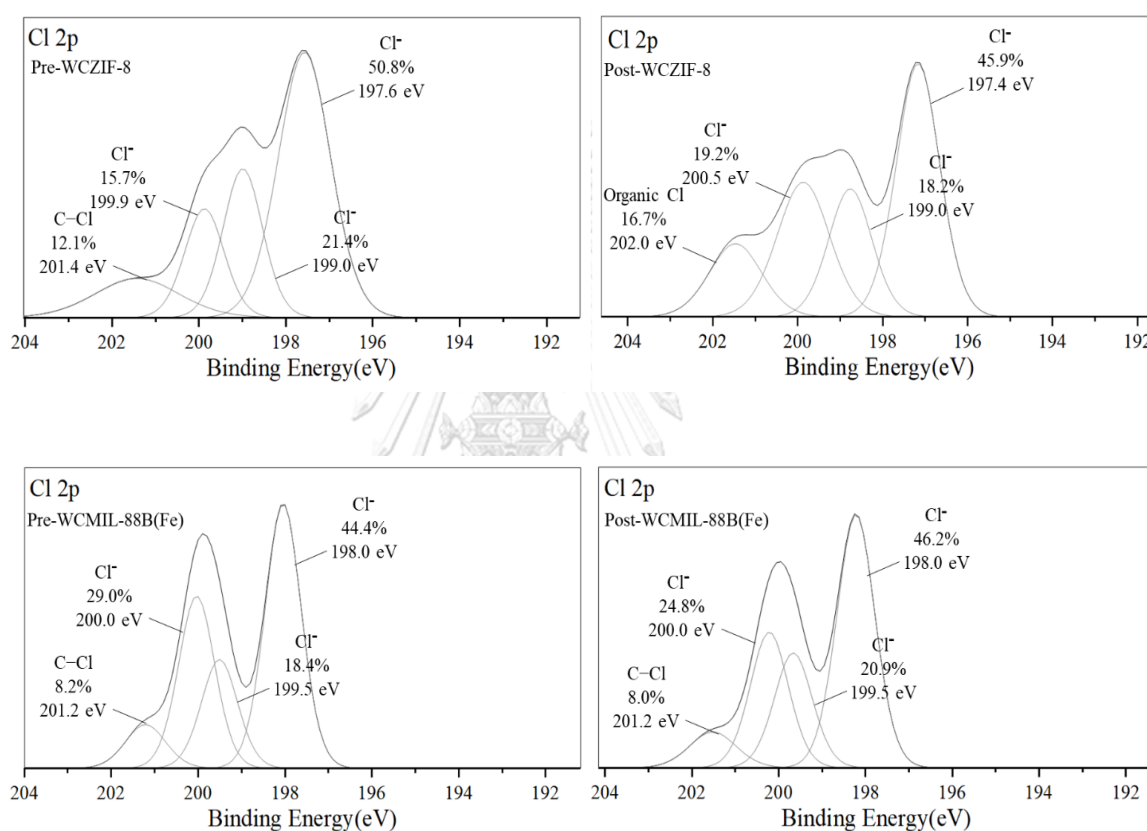 Cl 2p
Pre-WCZIF-8
Cl⁻
50.8%
197.6 eV
Cl⁻
15.7%
199.9 eV
C−Cl
12.1%
201.4 eV
Cl⁻
21.4%
199.0 eV
204 202 200 198 196 194 192
Binding Energy(eV)
Cl 2p
Post-WCZIF-8
Cl⁻
45.9%
197.4 eV
Cl⁻
19.2%
200.5 eV
Organic Cl
16.7%
202.0 eV
Cl⁻
18.2%
199.0 eV
204 202 200 198 196 194 192
Binding Energy(eV)
Cl 2p
Pre-WCMIL-88B(Fe)
Cl⁻
44.4%
198.0 eV
Cl⁻
29.0%
200.0 eV
C−Cl
8.2%
201.2 eV
Cl⁻
18.4%
199.5 eV
204 202 200 198 196 194 192
Binding Energy(eV)
Cl 2p
Post-WCMIL-88B(Fe)
Cl⁻
46.2%
198.0 eV
Cl⁻
24.8%
200.0 eV
C−Cl
8.0%
201.2 eV
Cl⁻
20.9%
199.5 eV
204 202 200 198 196 194 192
Binding Energy(eV)